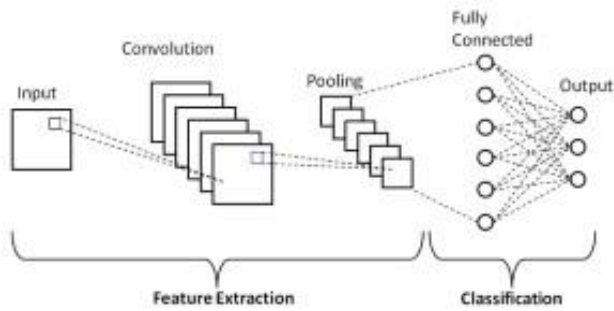 Fully
Connected
Convolution
Pooling
Output
Input
Feature Extraction
Classification